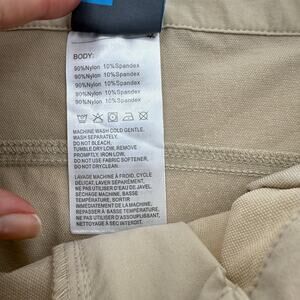 BODY:
90%Nylon 10%Spandex
90%Nylon 10%Spandex
90%Nylon 10%Spandex
90%Nylon 10%Spandex
90%Nylon 10%Spandex
MACHINE WASH COLD GENTLE,
WASH SEPARATELY.
DO NOT BLEACH.
TUMBLE DRY LOW, REMOVE
PROMPTLY, IRON LOW,
DO NOT USE FABRIC SOFTENER.
DO NOT DRYCLEAN.
LAVAGE MACHINE À FROID, CYCLE
DÉLICAT, LAVER SÉPARÉMENT,
NE PAS UTILISER D'EAU DE JAVEL.
SÉCHAGE MACHINE, BASSE
TEMPÉRATURE, SORTIR
IMMÉDIATEMENT DE LA MACHINE,
REPASSER À BASSE TEMPÉRATURE
NE PAS UTILISER D'ASSOUPLISSANT.
NETTOYAGE À SEC INTERDIT.